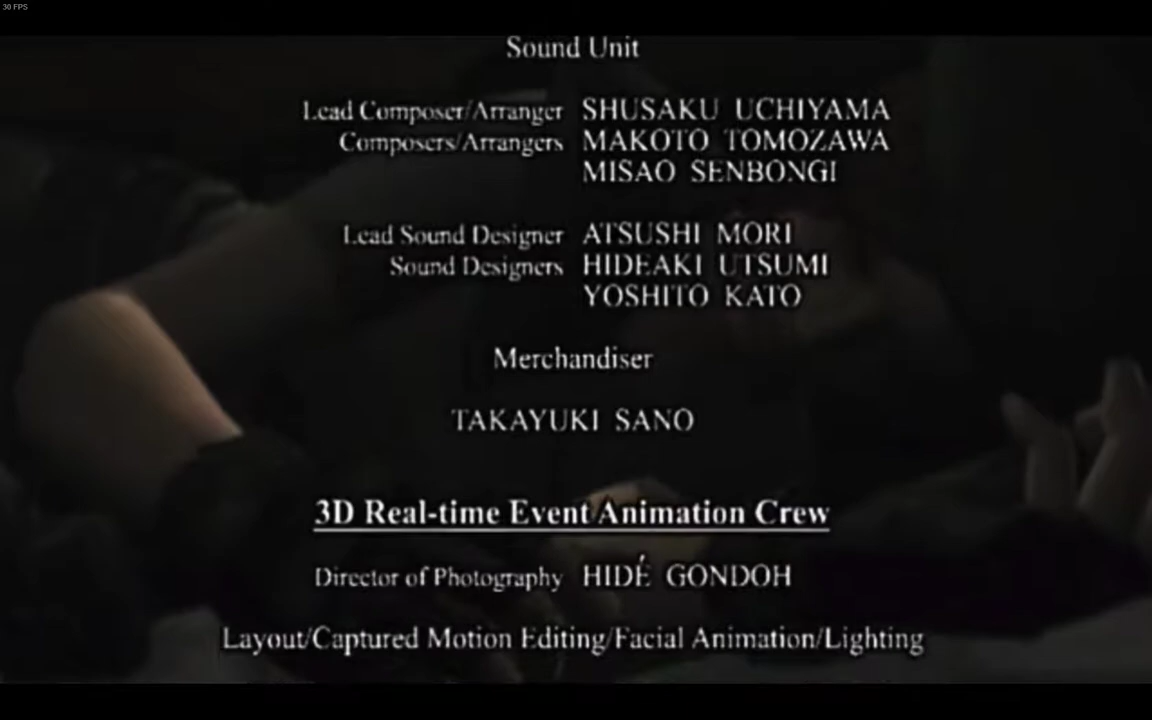 30 FPS
Sound Unit
Lead Composer/Arranger SHUSAKU UCHIYAMA
Composers/Arrangers MAKOTO TOMOZAWA
MISAO SENBONGI
Lead Sound Designer ATSUSHI MORI
Sound Designers HIDEAKI UTSUMI
YOSHITO KATO
Merchandiser
TAKAYUKI SANO
3D Real-time Event Animation Crew
Director of Photography HIDÉ GONDOH
Layout/Captured Motion Editing/Facial Animation/Lighting